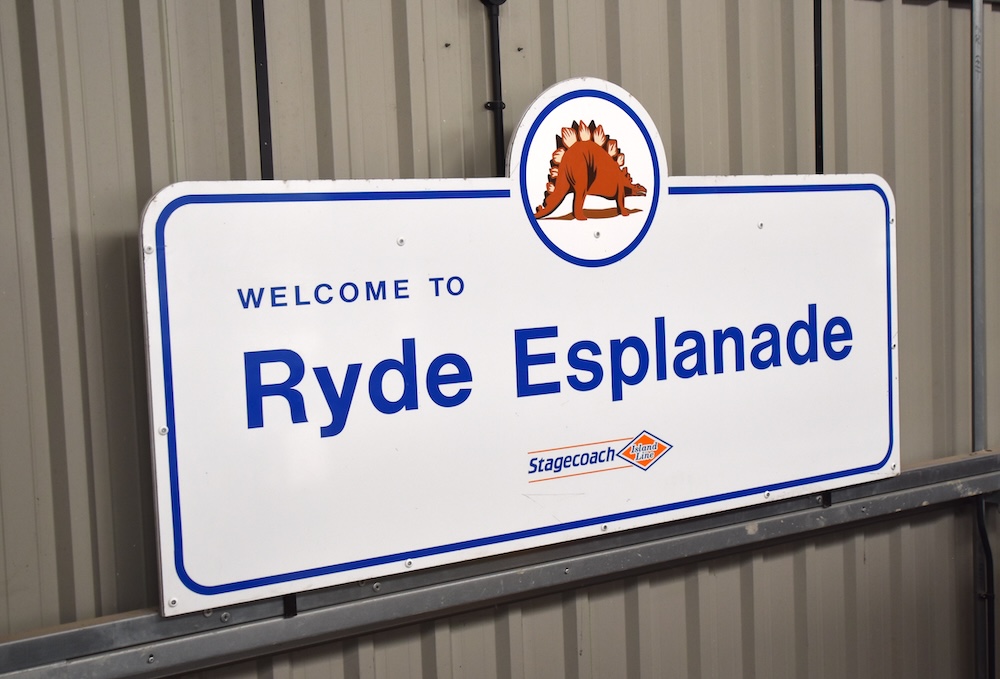 WELCOME TO
Ryde Esplanade
Stagecoach Island Line